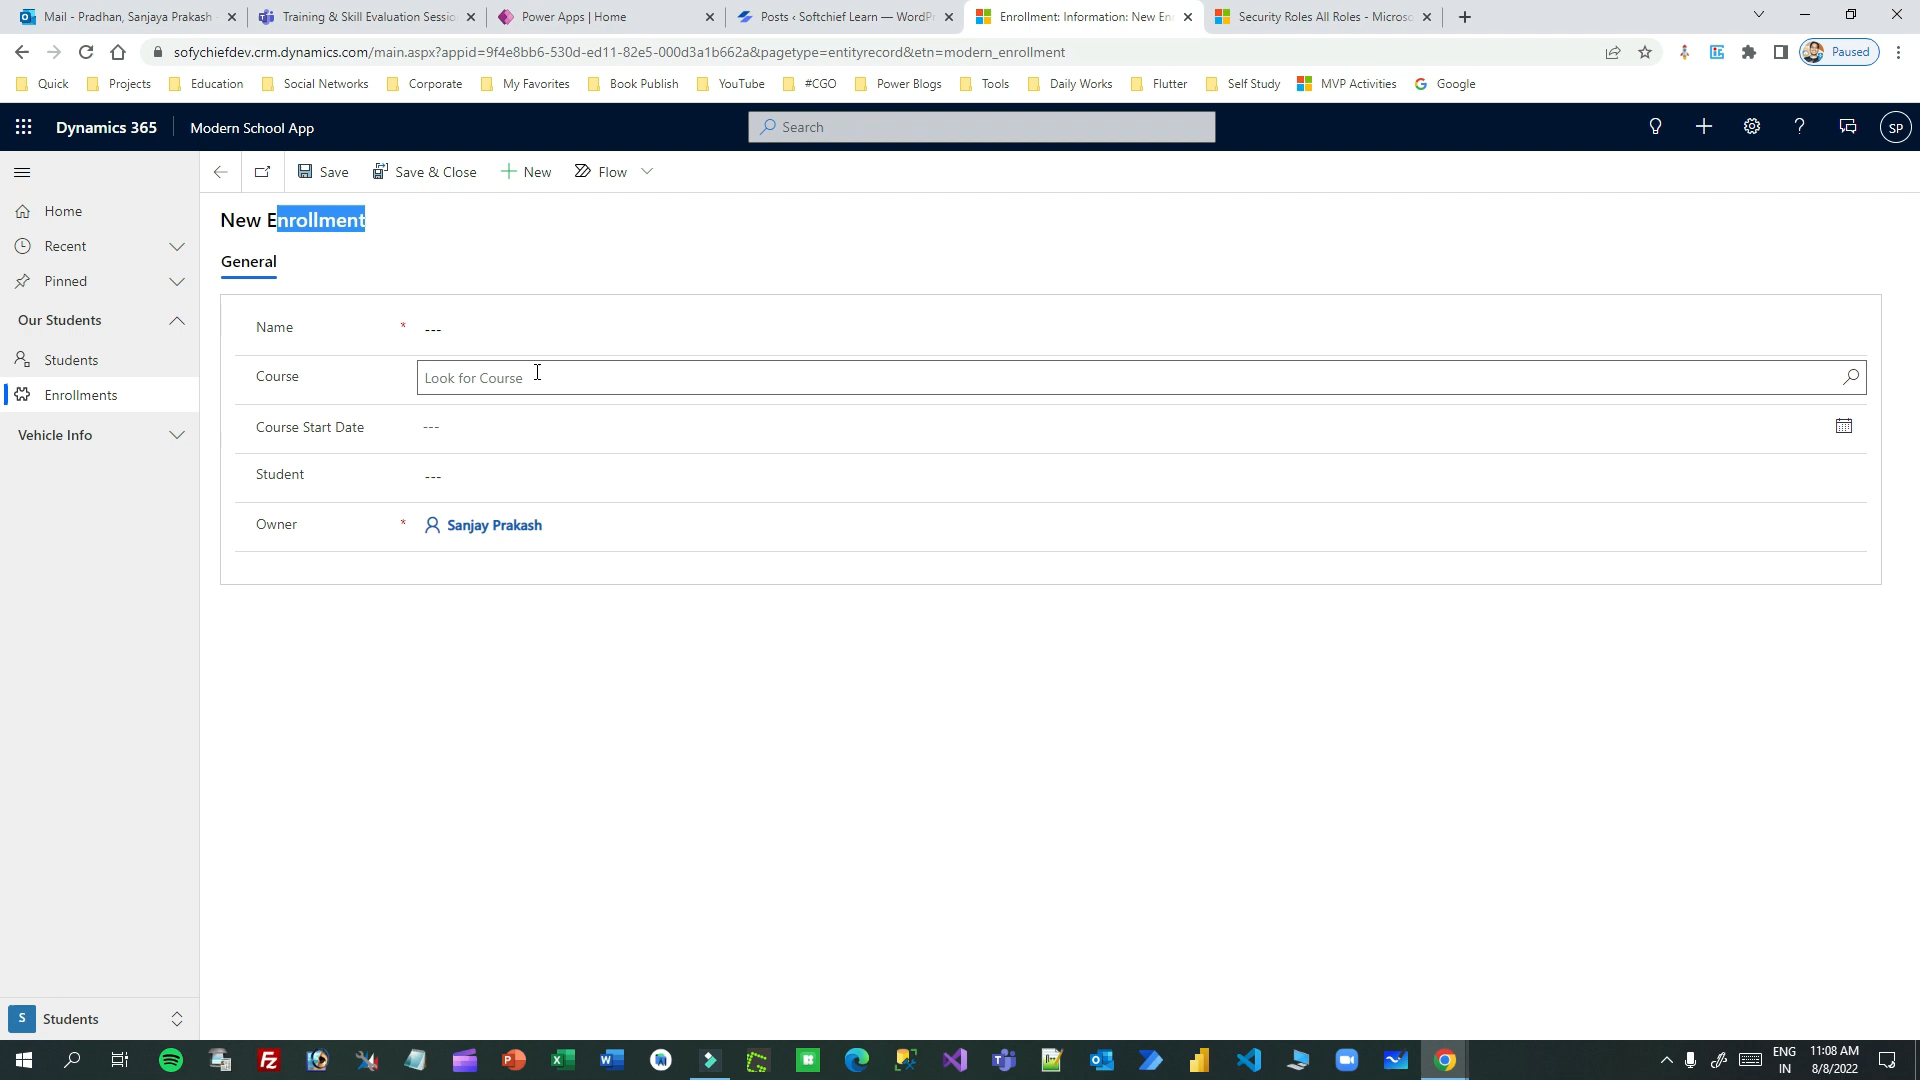 Mail - Pradhan, Sanjaya Prakash
Training & Skill Evaluation Sessio
Power Apps | Home
Posts ‹ Softchief Learn — WordPr
Enrollment: Information: New En
Security Roles All Roles - Microso
sofychiefdev.crm.dynamics.com/main.aspx?appid=9f4e8bb6-530d-ed11-82e5-000d3a1b662a&pagetype=entityrecord&etn=modern_enrollment
Paused
Quick
Projects
Education
Social Networks
Corporate
My Favorites
Book Publish
YouTube
#CGO
Power Blogs
Tools
Daily Works
Flutter
Self Study
MVP Activities
Google
Dynamics 365
Modern School App
Search
SP
Save
Save & Close
New
Flow
Home
Recent
Pinned
Our Students
Students
Enrollments
Vehicle Info
New Enrollment
General
Name * ---
Course Look for Course
Course Start Date ---
Student ---
Owner * Sanjay Prakash
S Students
ENG
IN
11:08 AM
8/8/2022